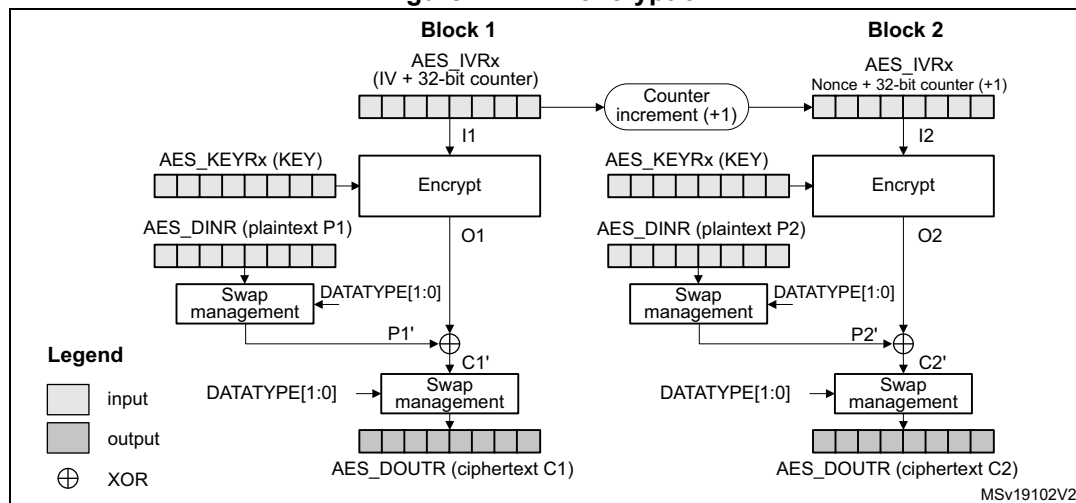 Block 1
Block 2
AES_IVRx
(IV + 32-bit counter)
AES_IVRx
Nonce + 32-bit counter (+1)
Counter
increment (+1)
I1
I2
AES_KEYRx (KEY)
Encrypt
AES_KEYRx (KEY)
Encrypt
AES_DINR (plaintext P1)
O1
AES_DINR (plaintext P2)
O2
Swap
management
DATATYPE[1:0]
Swap
management
DATATYPE[1:0]
P1'
P2'
C1'
C2'
Legend
input
output
XOR
DATATYPE[1:0]
Swap
management
DATATYPE[1:0]
Swap
management
AES_DOUTR (ciphertext C1)
AES_DOUTR (ciphertext C2)
MSv19102V2